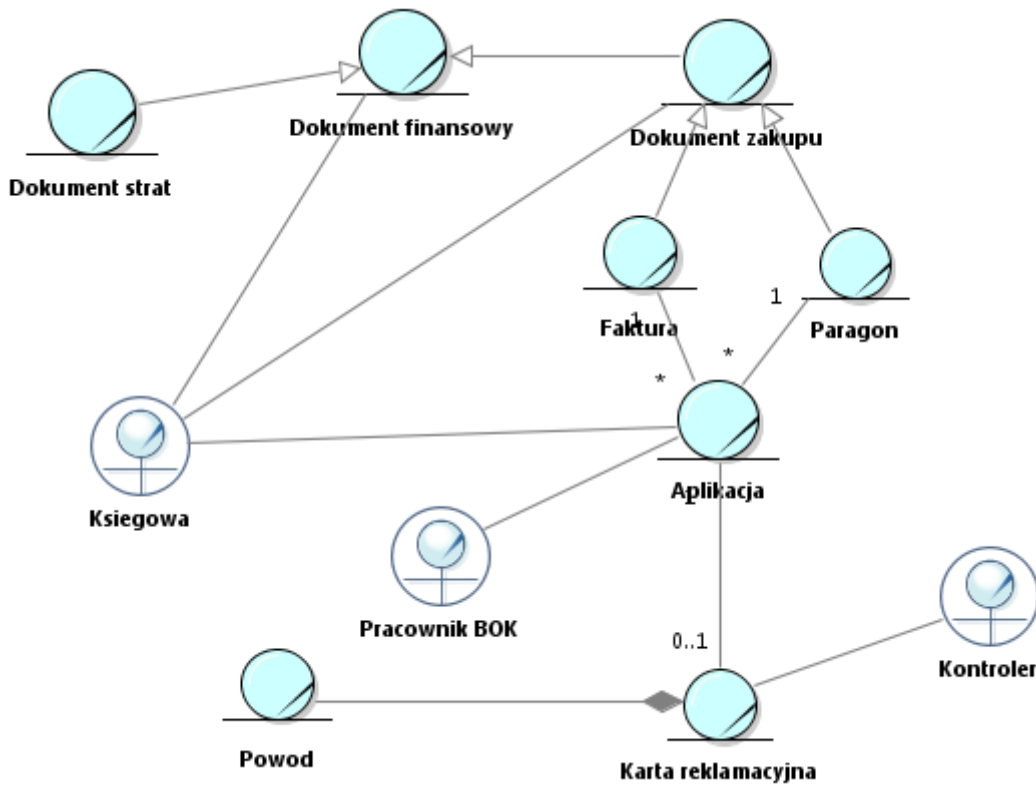 Dokument finansowy
Dokument zakupu
Dokument strat
1
Faktura
1
Paragon
*
*
Aplikacja
1
Ksiegowa
Pracownik BOK
0..1
Kontroler
Powod
Karta reklamacyjna